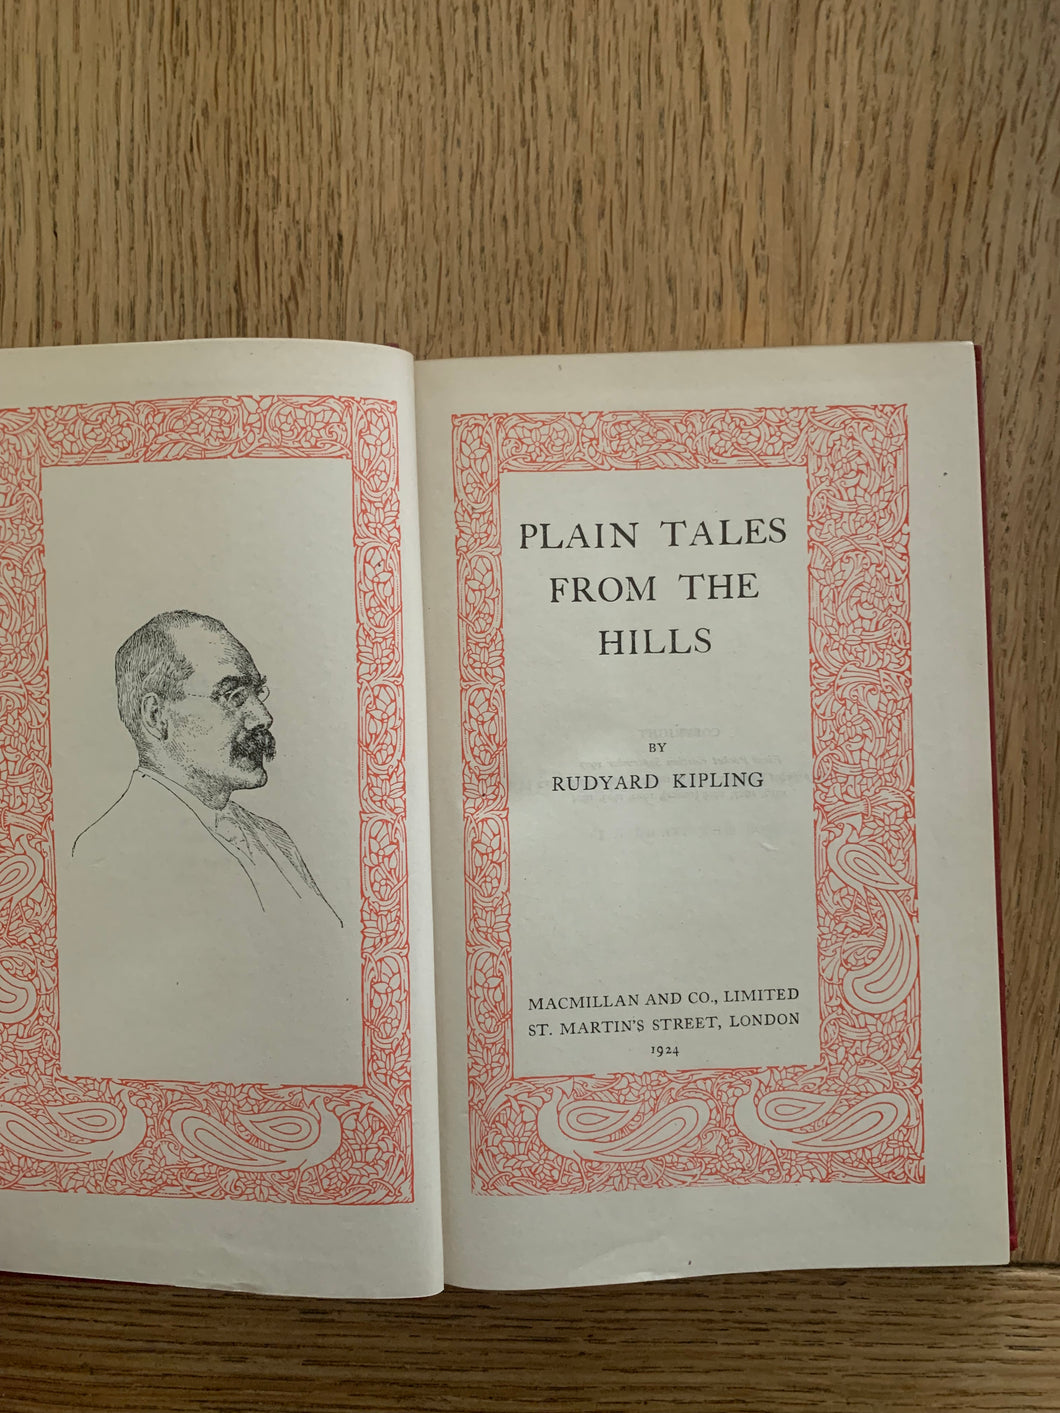 PLAIN TALES
FROM THE
HILLS
BY
RUDYARD KIPLING
MACMILLAN AND CO., LIMITED
ST. MARTIN'S STREET, LONDON
1924